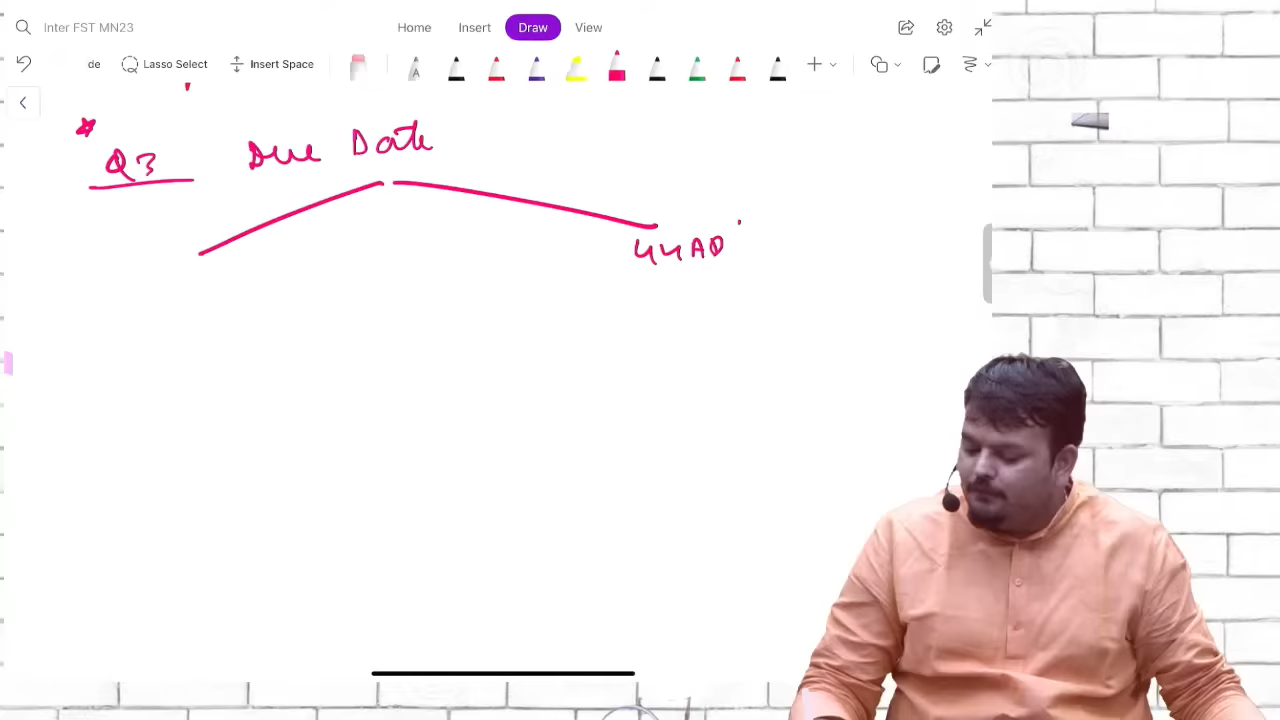 Inter FST MN23
Home Insert Draw View
de Lasso Select Insert Space
A
Q3 Due Date
44AD